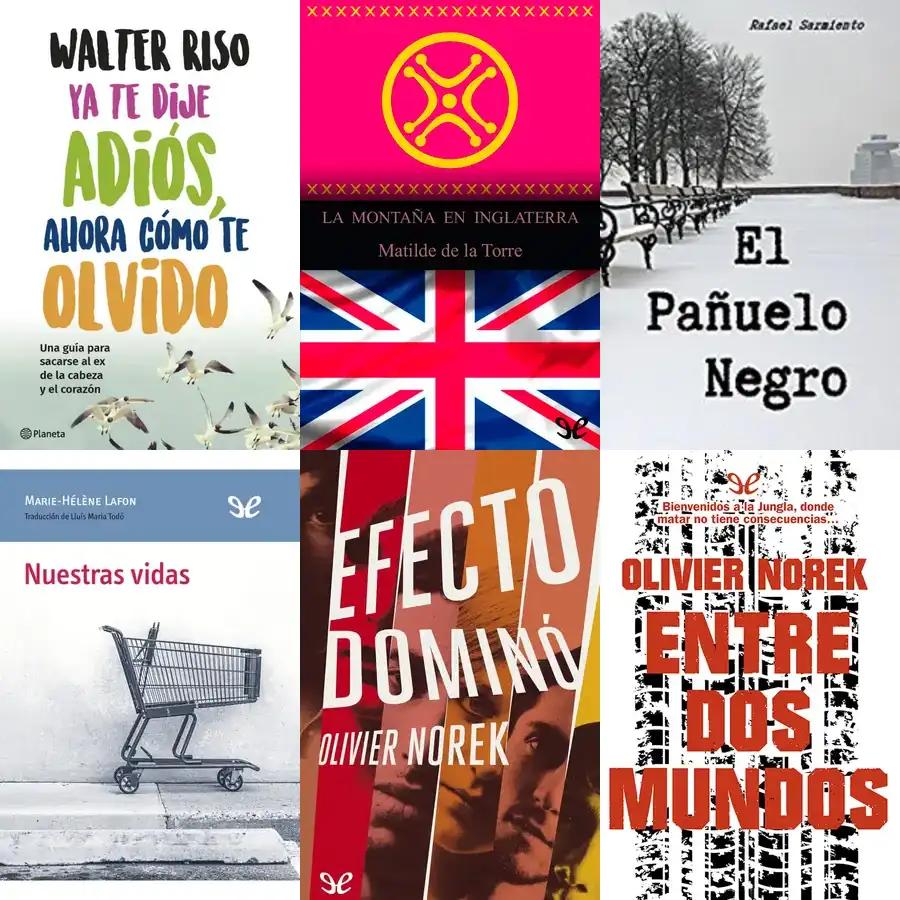 WALTER RISO
YA TE DIJE
ADIÓS,
AHORA CÓMO TE
OLVIDO
Una guía para
sacarse al ex
de la cabeza
y el corazón
Planeta
LA MONTAÑA EN INGLATERRA
Matilde de la Torre
Rafael Sarmiento
El
Pañuelo
Negro
MARIE-HÉLÈNE LAFON
Traducción de Lluís Maria Todó
Nuestras vidas
EFECTO
DOMINÓ
OLIVIER NOREK
Bienvenidos a la Jungla, donde
matar no tiene consecuencias...
OLIVIER NOREK
ENTRE
DOS
MUNDOS